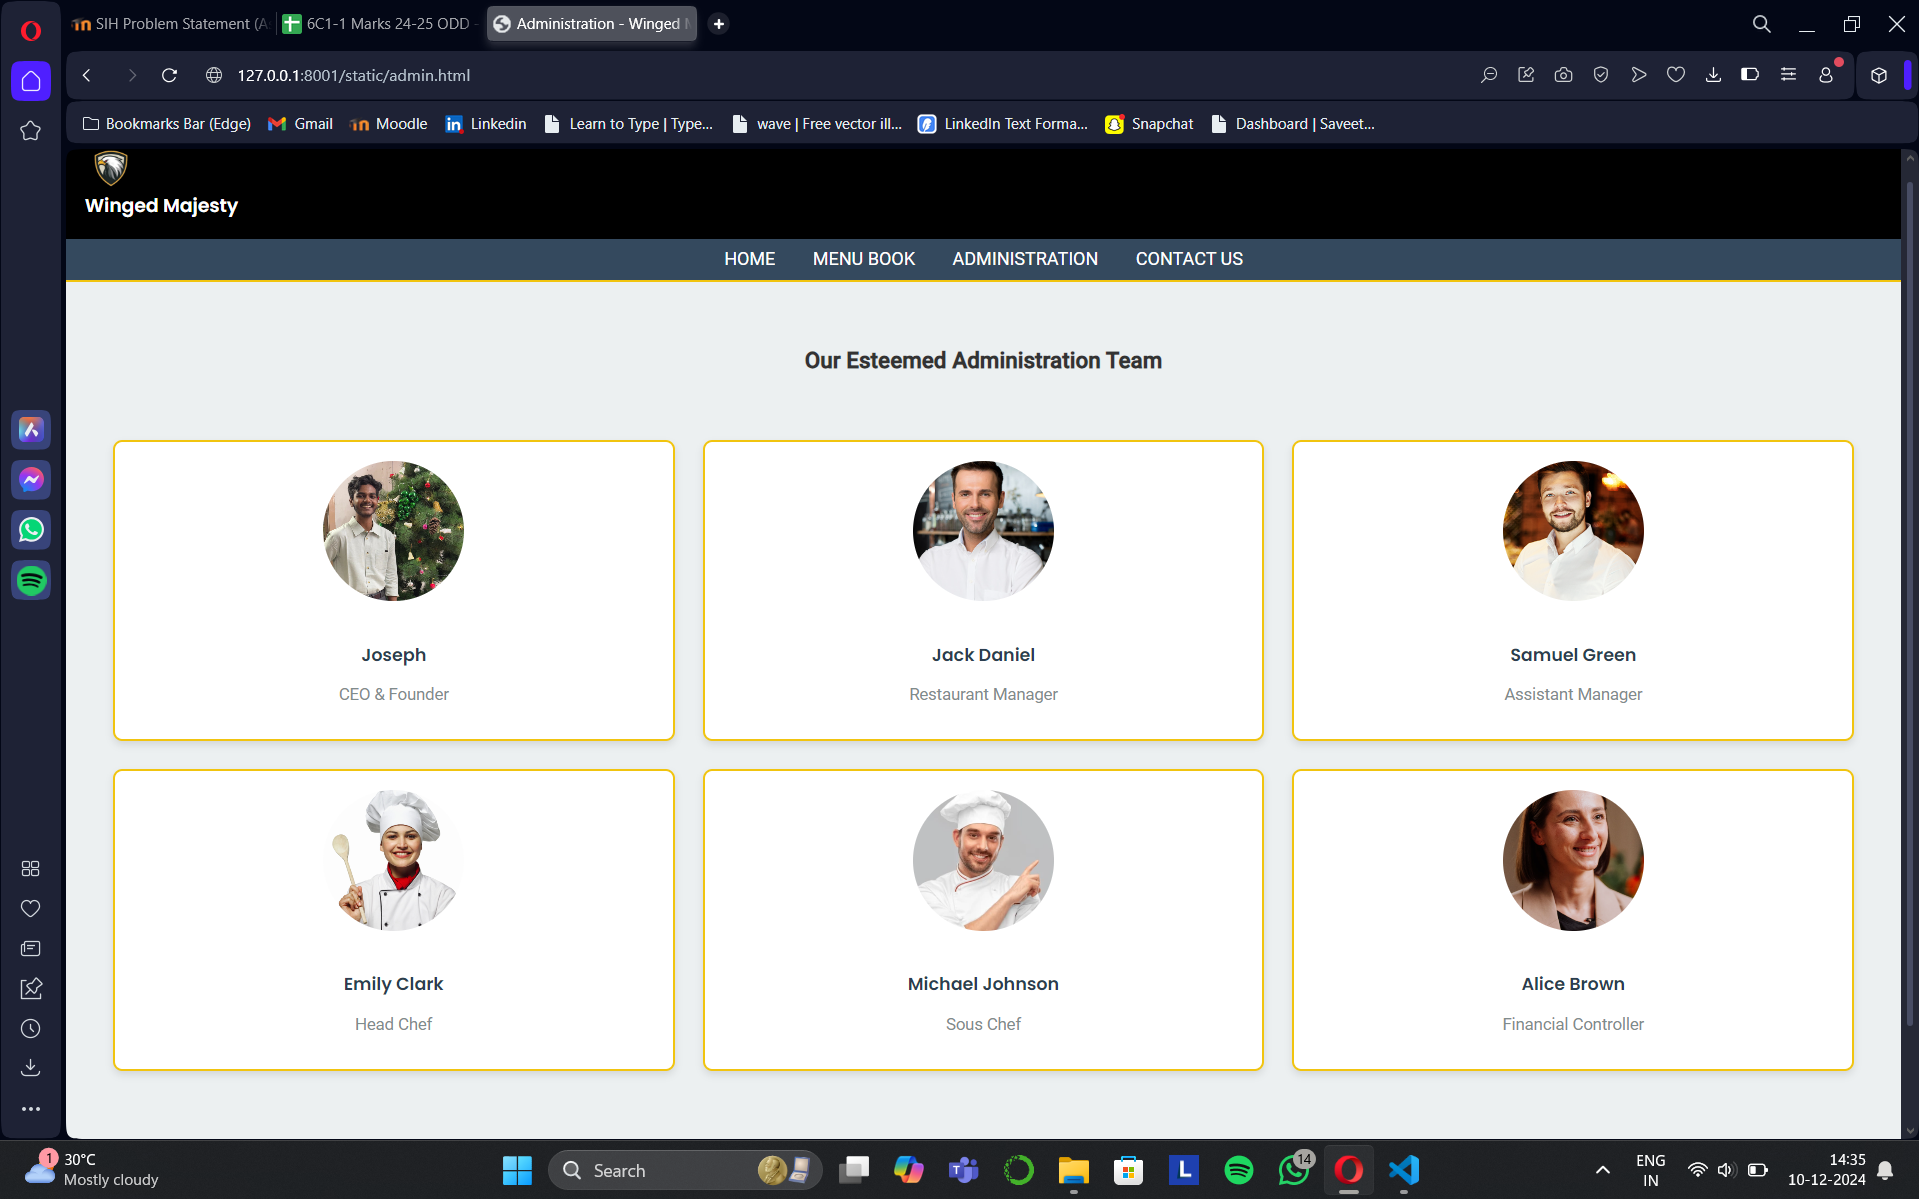 SIH Problem Statement (A
6C1-1 Marks 24-25 ODD -
Administration - Winged M
127.0.0.1:8001/static/admin.html
Bookmarks Bar (Edge)
Gmail
Moodle
Linkedin
Learn to Type | Type...
wave | Free vector ill...
LinkedIn Text Forma...
Snapchat
Dashboard | Saveet...
Winged Majesty
HOME
MENU BOOK
ADMINISTRATION
CONTACT US
Our Esteemed Administration Team
Joseph
CEO & Founder
Jack Daniel
Restaurant Manager
Samuel Green
Assistant Manager
Emily Clark
Head Chef
Michael Johnson
Sous Chef
Alice Brown
Financial Controller
1
30°C
Mostly cloudy
Search
L
14
ENG
IN
14:35
10-12-2024